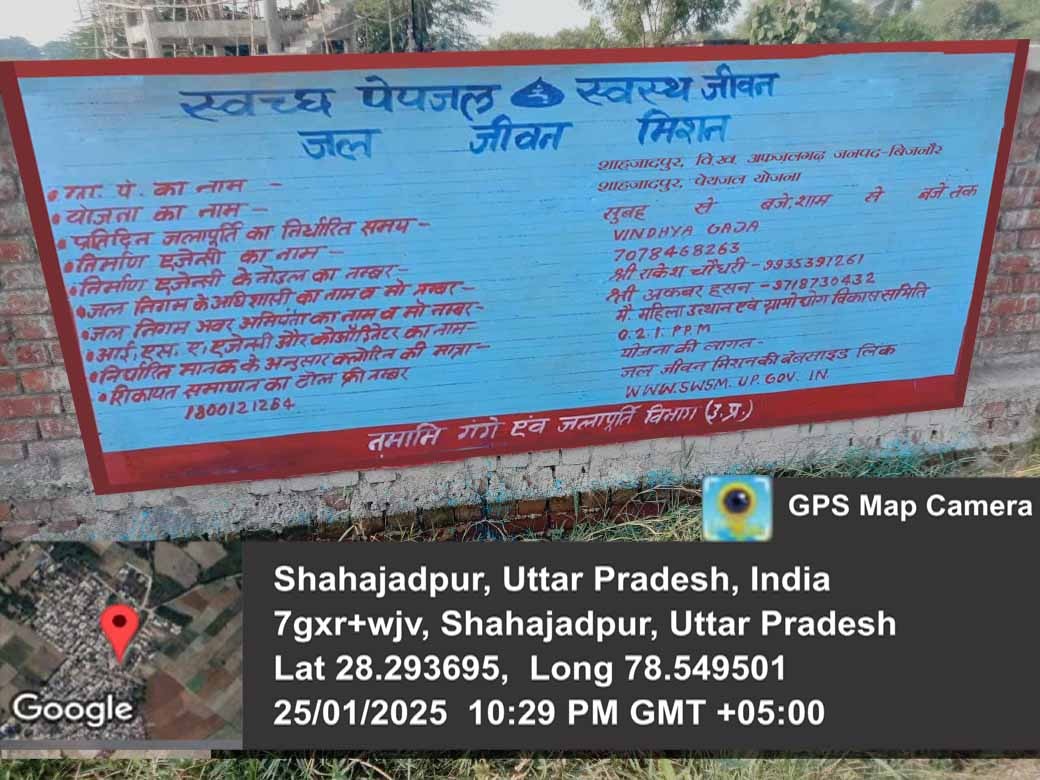 स्वच्छ पेयजल स्वस्थ जीवन
जल जीवन मिशन
• ग्रा. पं. का नाम - शाहजादपुर, वि.ख. अफजलगढ़ जनपद-बिजनौर
• योजना का नाम - शाहजादपुर, पेयजल योजना
• प्रतिदिन जलापूर्ति का निर्धारित समय - सुबह से बजे, शाम से बजे तक
• निर्माण एजेन्सी का नाम - VINDHYA GAJA
• निर्माण एजेन्सी के नोडल का नम्बर- 7078468263
• जल निगम के अधिशासी का नाम व मो नम्बर- श्री राकेश चौधरी - 9935391261
• जल निगम अवर अभियंता का नाम व मो नम्बर- श्री अकबर हसन - 9718730432
• आई. एस. ए. एजेन्सी और कोऑर्डिनेटर का नाम- मै. महिला उत्थान एवं ग्रामोद्योग विकास समिति
• निर्धारित मानक के अनुसार क्लोरिन की मात्रा- 0.2. 1. P.P.M
• शिकायत समाधान का टोल फ्री नम्बर योजना की लागत-
1800121264 जल जीवन मिशन की बेबसाइड लिंक
WWW.SWSM.UP.GOV.IN
नमामि गंगे एंव जलापूर्ति विभाग (उ.प्र.)
GPS Map Camera
Shahajadpur, Uttar Pradesh, India
7gxr+wjv, Shahajadpur, Uttar Pradesh
Lat 28.293695, Long 78.549501
25/01/2025 10:29 PM GMT +05:00
Google